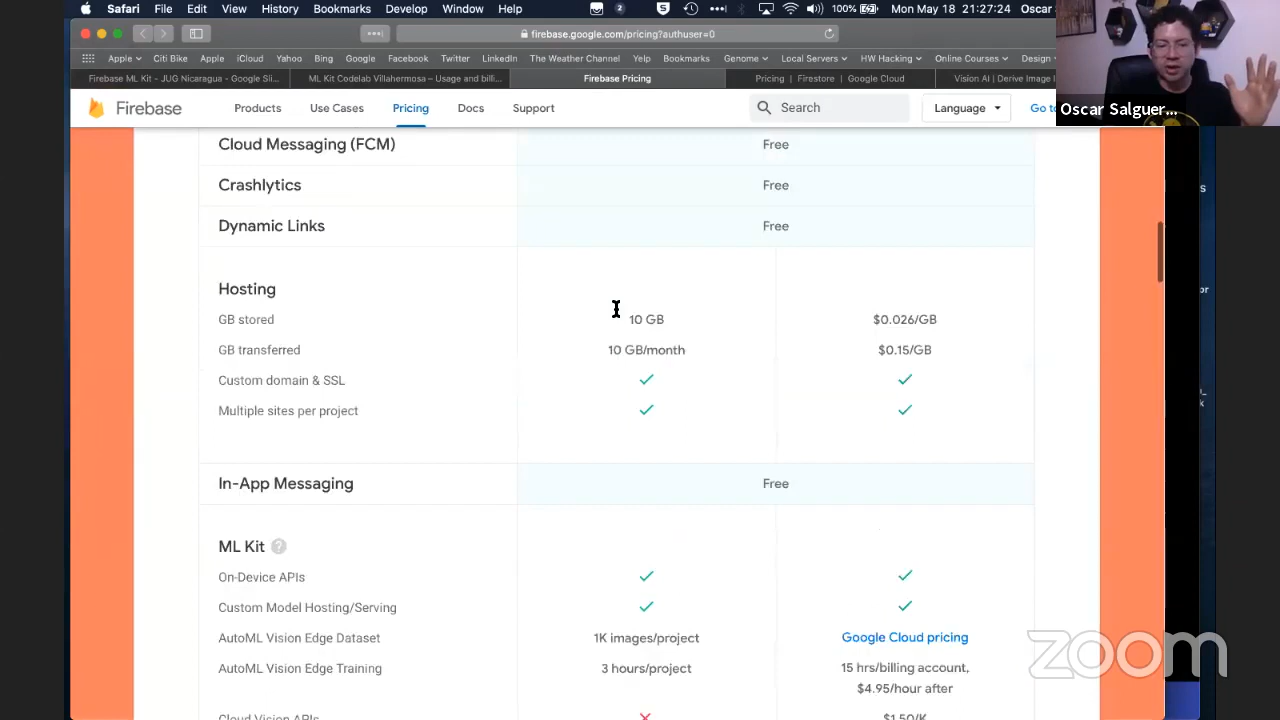 Safari File Edit View History Bookmarks Develop Window Help 2 S 100% Mon May 18 21:27:24 Oscar S
firebase.google.com/pricing?authuser=0
Apple Citi Bike Apple iCloud Yahoo Bing Google Facebook Twitter LinkedIn The Weather Channel Yelp Bookmarks Genome Local Servers HW Hacking Online Courses Design
Firebase ML Kit - JUG Nicaragua - Google Sli... ML Kit Codelab Villahermosa – Usage and billi... Firebase Pricing Pricing | Firestore | Google Cloud Vision AI | Derive Image I
Oscar Salguer...
Firebase Products Use Cases Pricing Docs Support Search Language Go to
Cloud Messaging (FCM) Free
Crashlytics Free
Dynamic Links Free
Hosting
GB stored 10 GB $0.026/GB
GB transferred 10 GB/month $0.15/GB
Custom domain & SSL
Multiple sites per project
In-App Messaging Free
ML Kit ?
On-Device APIs
Custom Model Hosting/Serving
AutoML Vision Edge Dataset 1K images/project Google Cloud pricing
AutoML Vision Edge Training 3 hours/project 15 hrs/billing account,
$4.95/hour after
Cloud Vision APIs $1.50/K
zoom